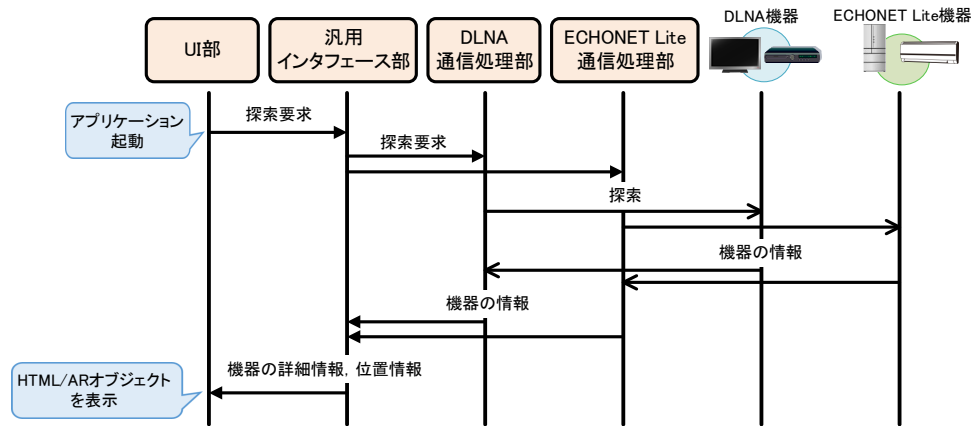 DLNA機器
ECHONET Lite機器
UI部
汎用
インタフェース部
DLNA
通信処理部
ECHONET Lite
通信処理部
アプリケーション
起動
探索要求
探索要求
探索
機器の情報
機器の情報
機器の詳細情報, 位置情報
HTML/ARオブジェクト
を表示